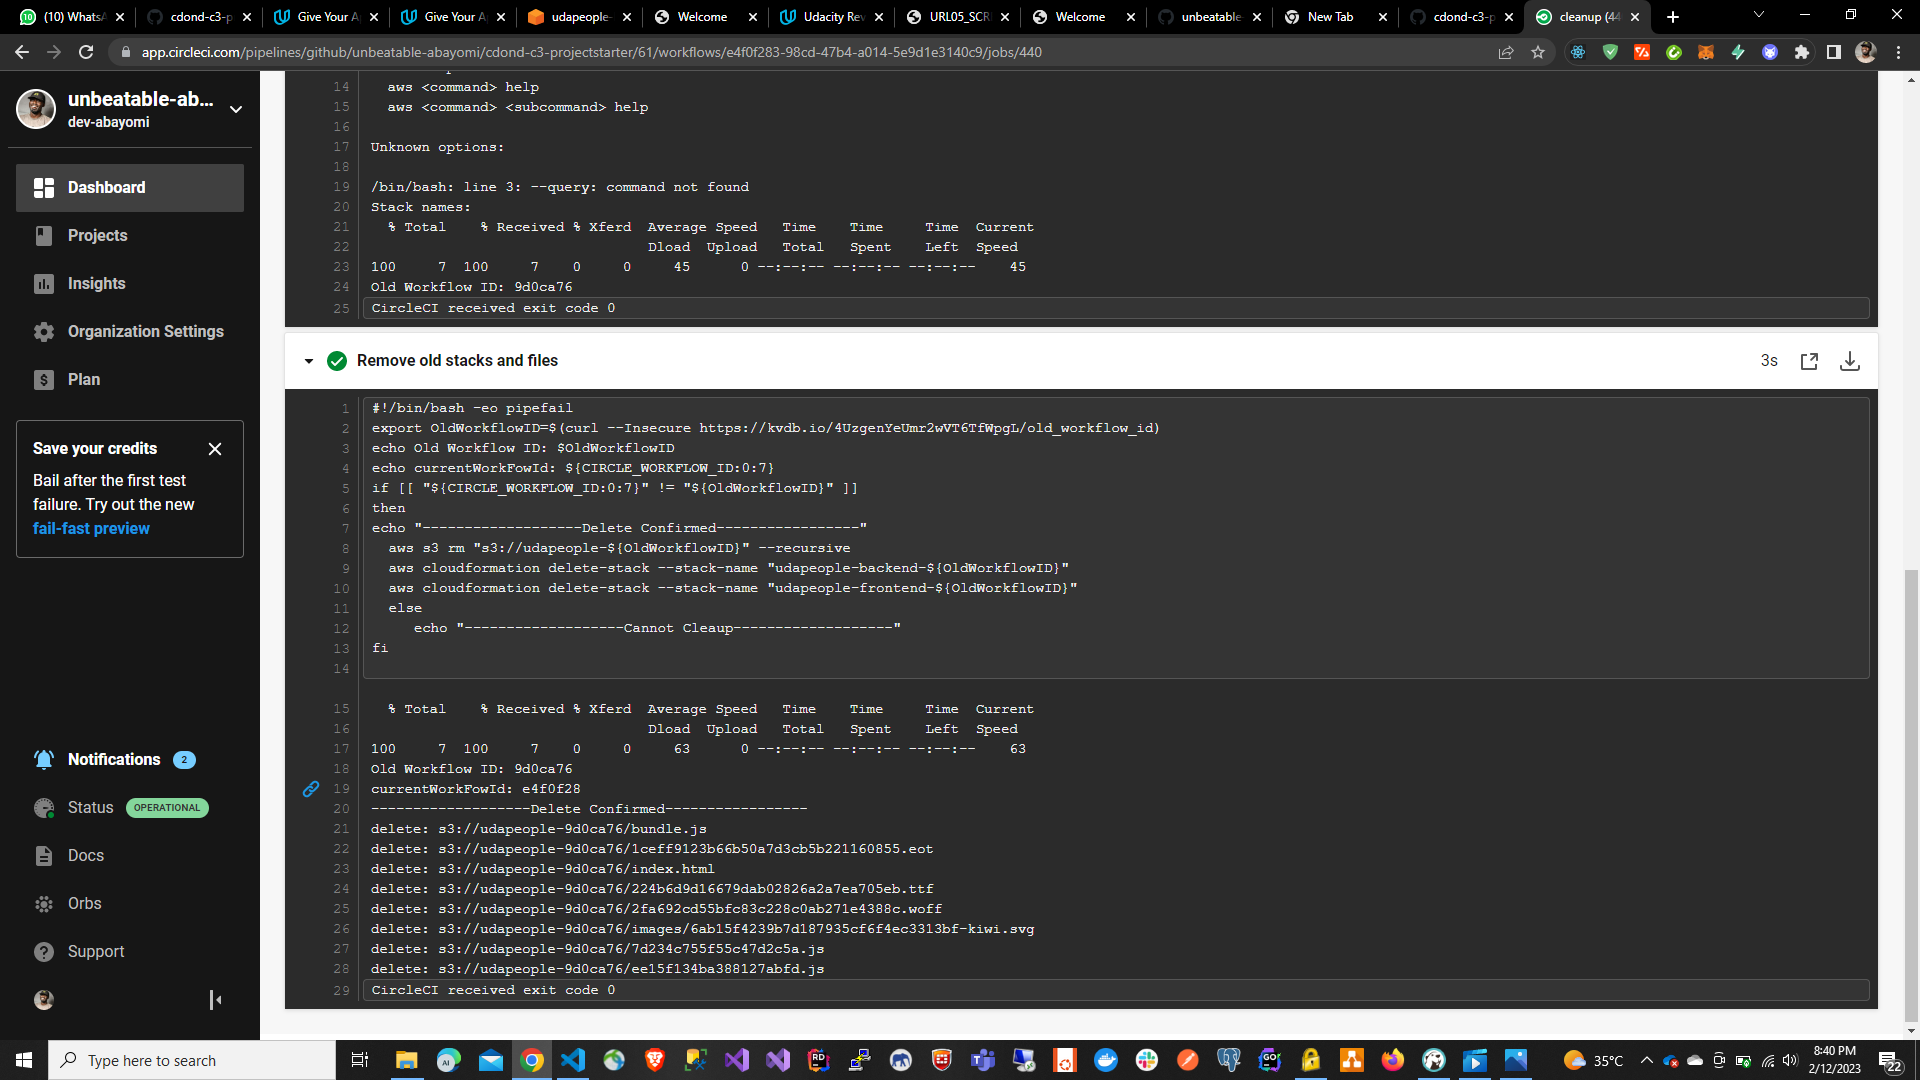 (10) WhatsA
cdond-c3-p
Give Your A
Give Your A
udapeople-
Welcome
Udacity Rev
URL05_SCR
Welcome
unbeatable-
New Tab
cdond-c3-p
cleanup (44
app.circleci.com/pipelines/github/unbeatable-abayomi/cdond-c3-projectstarter/61/workflows/e4f0f283-98cd-47b4-a014-5e9d1e3140c9/jobs/440
unbeatable-ab...
dev-abayomi
Dashboard
Projects
Insights
Organization Settings
Plan
Save your credits
Bail after the first test
failure. Try out the new
fail-fast preview
Notifications 2
Status OPERATIONAL
Docs
Orbs
Support
14 aws <command> help
15 aws <command> <subcommand> help
16
17 Unknown options:
18
19 /bin/bash: line 3: --query: command not found
20 Stack names:
21 % Total % Received % Xferd Average Speed Time Time Time Current
22 Dload Upload Total Spent Left Speed
23 100 7 100 7 0 0 45 0 --:--:-- --:--:-- --:--:-- 45
24 Old Workflow ID: 9d0ca76
25 CircleCI received exit code 0
Remove old stacks and files
3s
1 #!/bin/bash -eo pipefail
2 export OldWorkflowID=$(curl --Insecure https://kvdb.io/4UzgenYeUmr2wVT6TfWpgL/old_workflow_id)
3 echo Old Workflow ID: $OldWorkflowID
4 echo currentWorkFowId: ${CIRCLE_WORKFLOW_ID:0:7}
5 if [[ "${CIRCLE_WORKFLOW_ID:0:7}" != "${OldWorkflowID}" ]]
6 then
7 echo "-------------------Delete Confirmed-----------------"
8 aws s3 rm "s3://udapeople-${OldWorkflowID}" --recursive
9 aws cloudformation delete-stack --stack-name "udapeople-backend-${OldWorkflowID}"
10 aws cloudformation delete-stack --stack-name "udapeople-frontend-${OldWorkflowID}"
11 else
12 echo "-------------------Cannot Cleaup-------------------"
13 fi
14
15 % Total % Received % Xferd Average Speed Time Time Time Current
16 Dload Upload Total Spent Left Speed
17 100 7 100 7 0 0 63 0 --:--:-- --:--:-- --:--:-- 63
18 Old Workflow ID: 9d0ca76
19 currentWorkFowId: e4f0f28
20 -------------------Delete Confirmed-----------------
21 delete: s3://udapeople-9d0ca76/bundle.js
22 delete: s3://udapeople-9d0ca76/1ceff9123b66b50a7d3cb5b221160855.eot
23 delete: s3://udapeople-9d0ca76/index.html
24 delete: s3://udapeople-9d0ca76/224b6d9d16679dab02826a2a7ea705eb.ttf
25 delete: s3://udapeople-9d0ca76/2fa692cd55bfc83c228c0ab271e4388c.woff
26 delete: s3://udapeople-9d0ca76/images/6ab15f4239b7d187935cf6f4ec3313bf-kiwi.svg
27 delete: s3://udapeople-9d0ca76/7d234c755f55c47d2c5a.js
28 delete: s3://udapeople-9d0ca76/ee15f134ba388127abfd.js
29 CircleCI received exit code 0
Type here to search
35°C
8:40 PM
2/12/2023
22